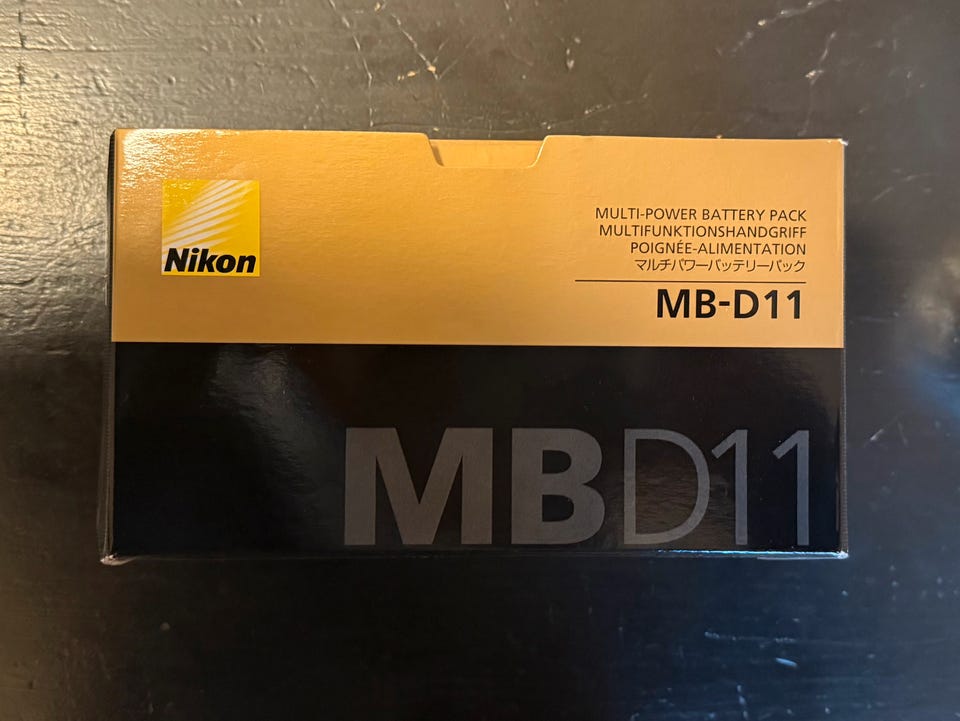 Nikon
MULTI-POWER BATTERY PACK
MULTIFUNKTIONSHANDGRIFF
POIGNÉE-ALIMENTATION
マルチパワーバッテリーパック
MB-D11
MBD11